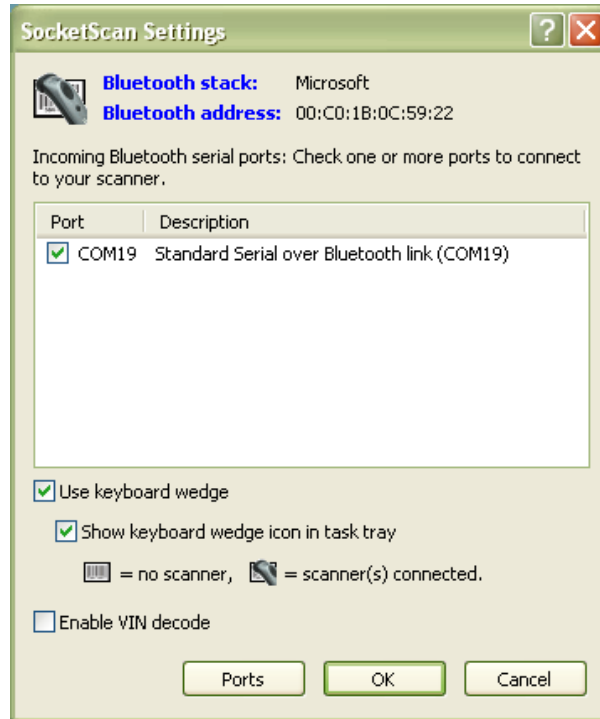 SocketScan Settings
Bluetooth stack: Microsoft
Bluetooth address: 00:C0:1B:0C:59:22
Incoming Bluetooth serial ports: Check one or more ports to connect
to your scanner.
Port Description
COM19 Standard Serial over Bluetooth link (COM19)
Use keyboard wedge
Show keyboard wedge icon in task tray
= no scanner, = scanner(s) connected.
Enable VIN decode
Ports OK Cancel